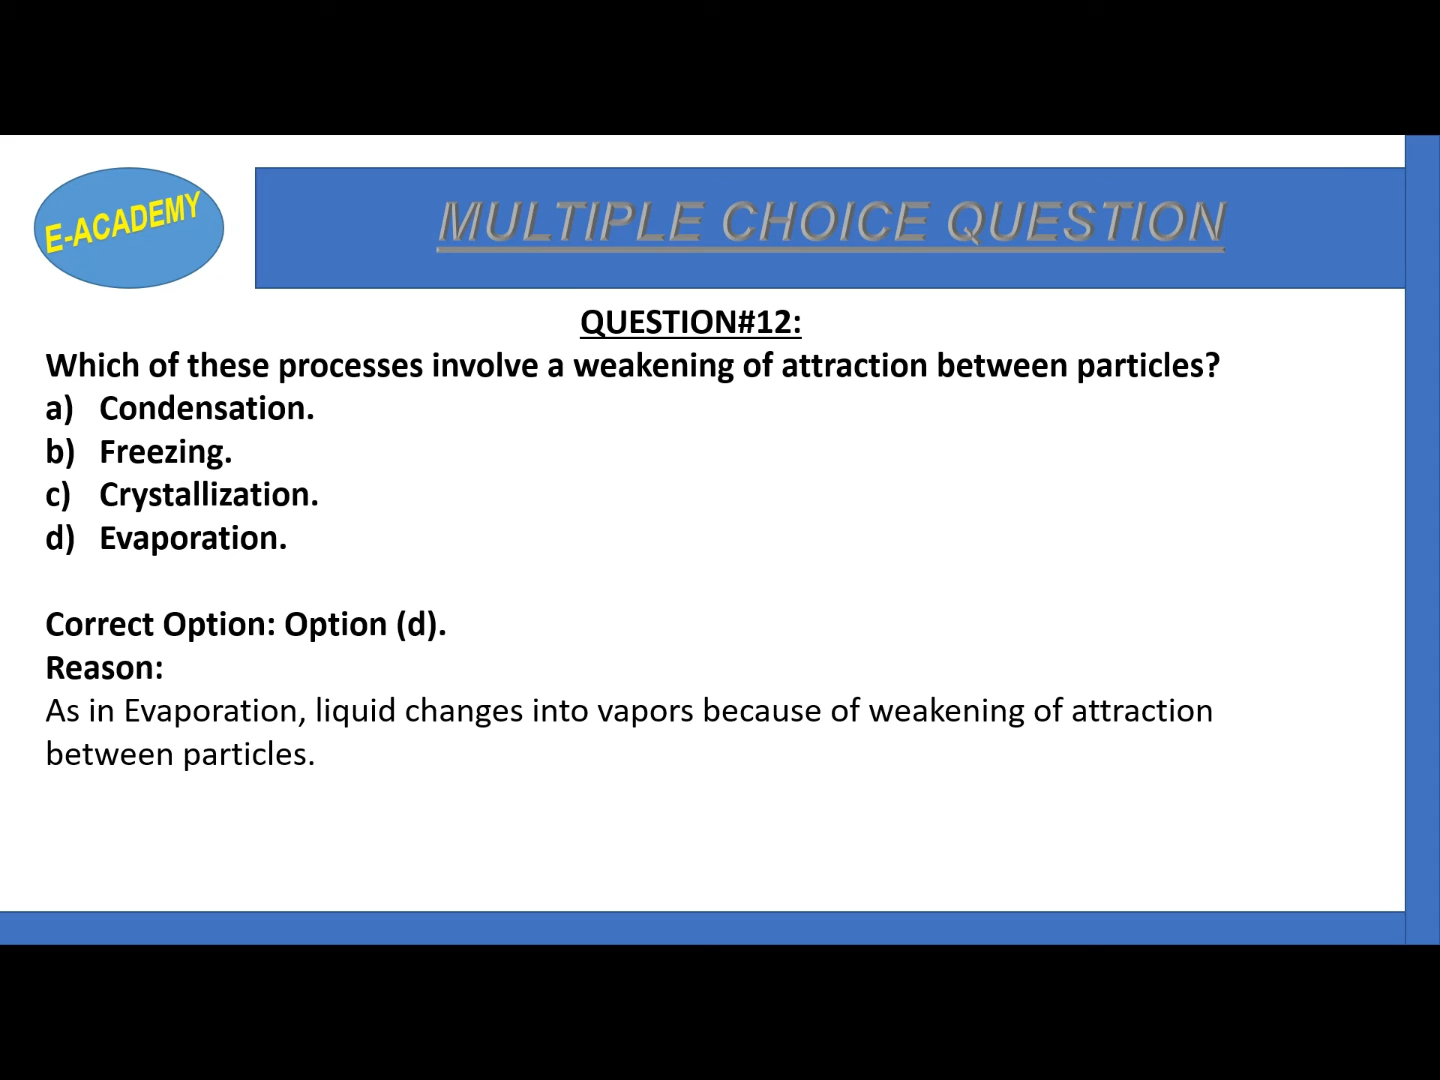 E-ACADEMY
MULTIPLE CHOICE QUESTION
QUESTION#12:
Which of these processes involve a weakening of attraction between particles?
a) Condensation.
b) Freezing.
c) Crystallization.
d) Evaporation.
Correct Option: Option (d).
Reason:
As in Evaporation, liquid changes into vapors because of weakening of attraction
between particles.